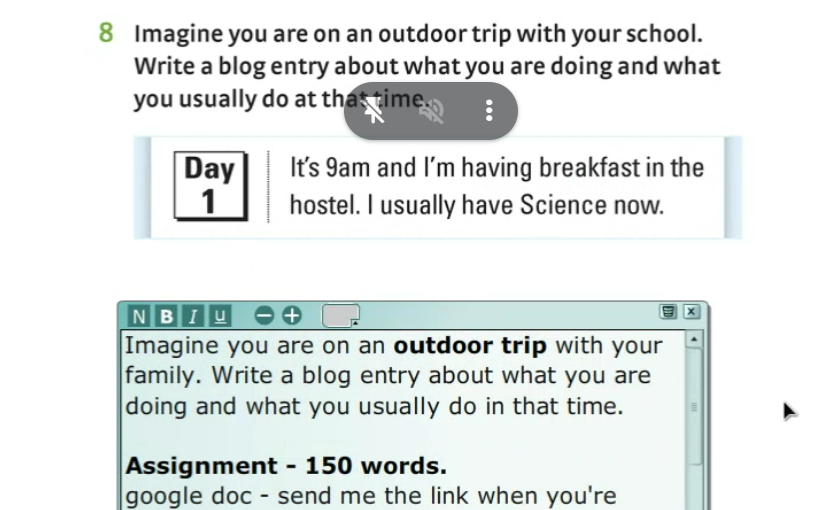 8 Imagine you are on an outdoor trip with your school.
Write a blog entry about what you are doing and what
you usually do at that time.
Day
1
It's 9am and I'm having breakfast in the
hostel. I usually have Science now.
N B I U
Imagine you are on an outdoor trip with your
family. Write a blog entry about what you are
doing and what you usually do in that time.
Assignment - 150 words.
google doc - send me the link when you're